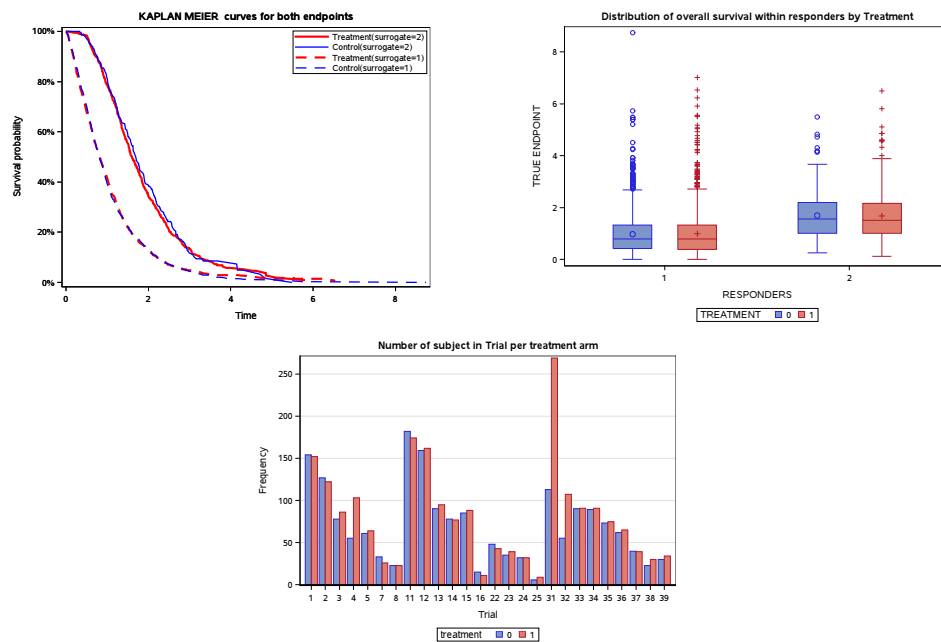 KAPLAN MEIER curves for both endpoints
Treatment(surrogate=2)
Control(surrogate=2)
Treatment(surrogate=1)
Control(surrogate=1)
100%
80%
60%
40%
20%
0%
Survival probability
0 2 4 6 8
Time
Distribution of overall survival within responders by Treatment
8
6
4
2
0
TRUE ENDPOINT
1 2
RESPONDERS
TREATMENT 0 1
Number of subject in Trial per treatment arm
250
200
150
100
50
0
Frequency
1 2 3 4 5 7 8 11 12 13 14 15 16 22 23 24 25 31 32 33 34 35 36 37 38 39
Trial
treatment 0 1